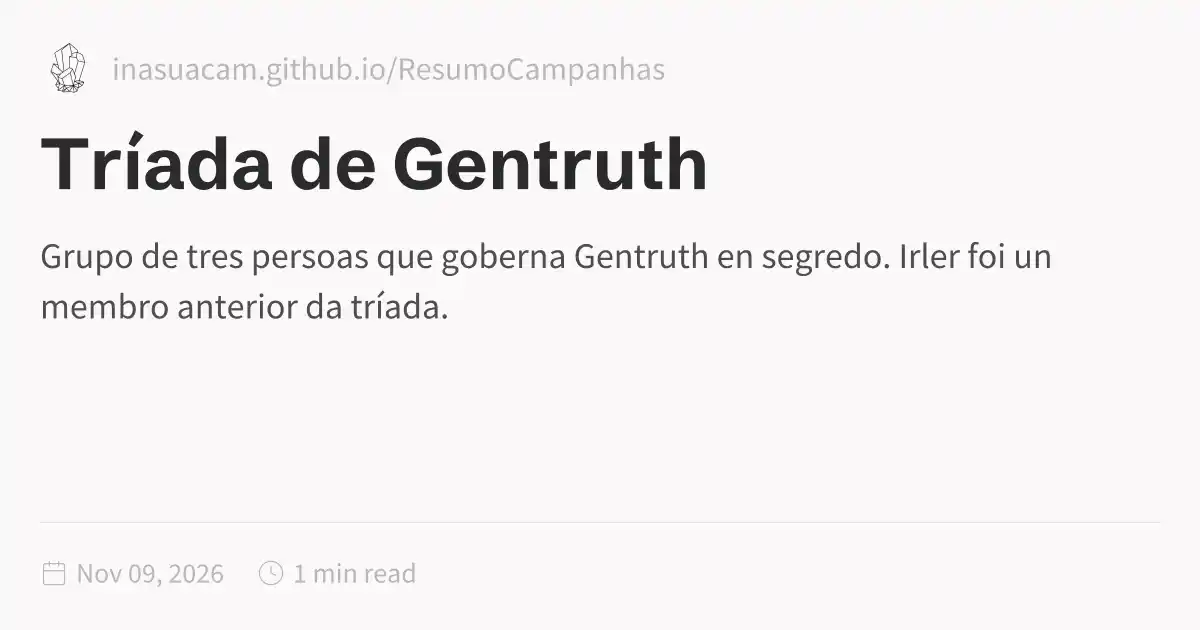 inasuacam.github.io/ResumoCampanhas
Tríada de Gentruth
Grupo de tres persoas que goberna Gentruth en segredo. Irler foi un
membro anterior da tríada.
Nov 09, 2026
1 min read